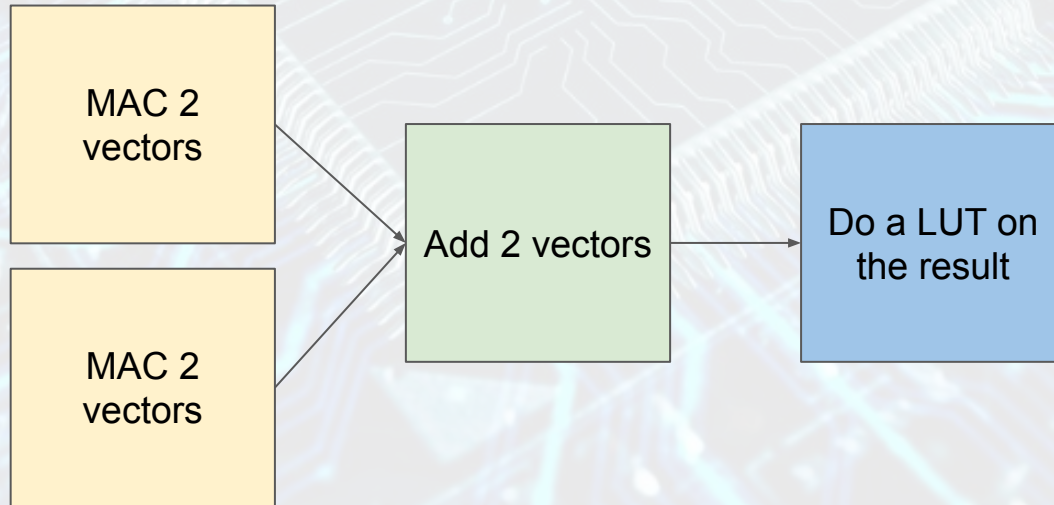 MAC 2
vectors
MAC 2
vectors
Add 2 vectors
Do a LUT on
the result